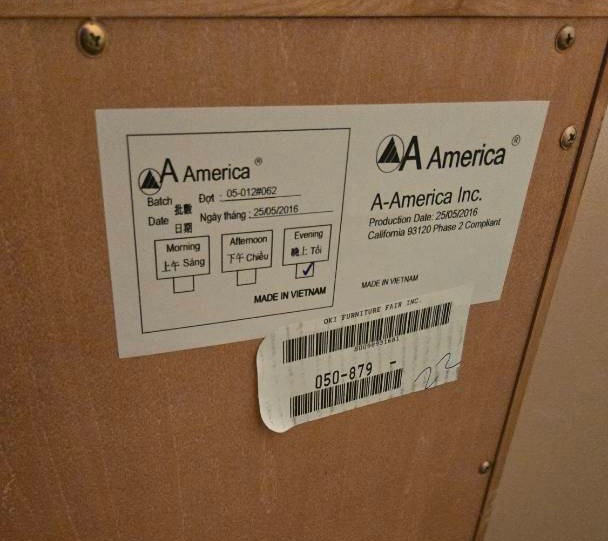 A America ®
Batch 批數 Đợt : 05-012#062
Date 日期 Ngày tháng : 25/05/2016
Morning
上午 Sáng
Afternoon
下午 Chiều
Evening
晚上 Tối
MADE IN VIETNAM
A America ®
A-America Inc.
Production Date: 25/05/2016
California 93120 Phase 2 Compliant
MADE IN VIETNAM
OKI FURNITURE FAIR INC.
050-879 -